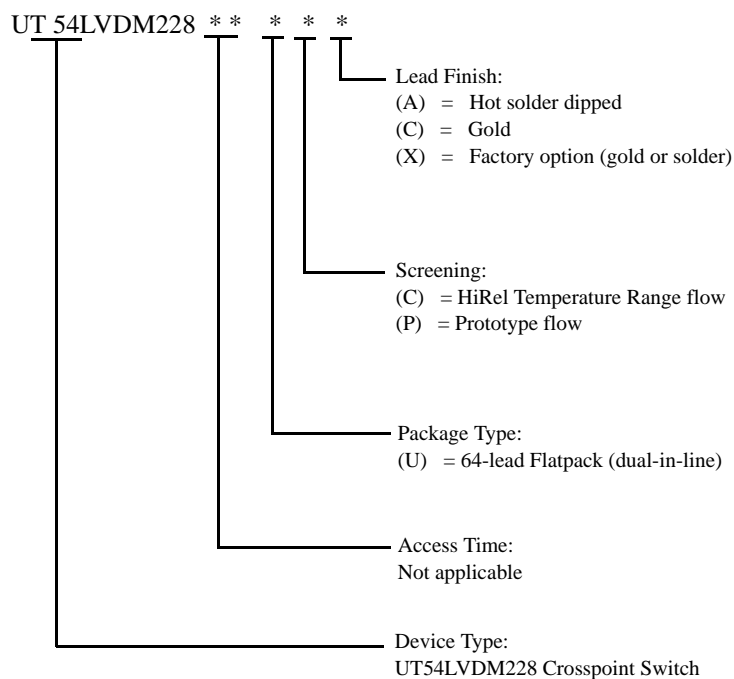 UT 54LVDM228 * * * * *
Lead Finish:
(A) = Hot solder dipped
(C) = Gold
(X) = Factory option (gold or solder)
Screening:
(C) = HiRel Temperature Range flow
(P) = Prototype flow
Package Type:
(U) = 64-lead Flatpack (dual-in-line)
Access Time:
Not applicable
Device Type:
UT54LVDM228 Crosspoint Switch